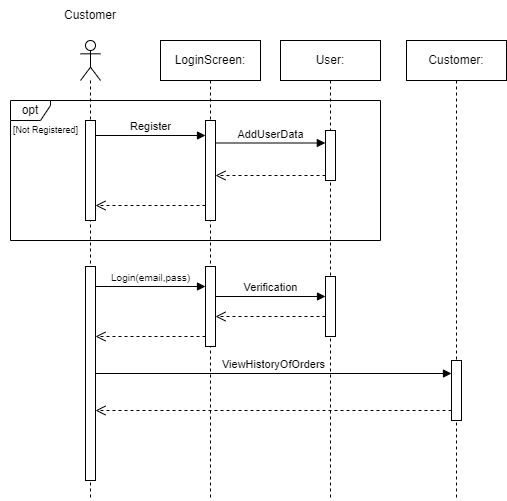 Customer
LoginScreen:
User:
Customer:
opt
[Not Registered]
Register
AddUserData
Login(email,pass)
Verification
ViewHistoryOfOrders